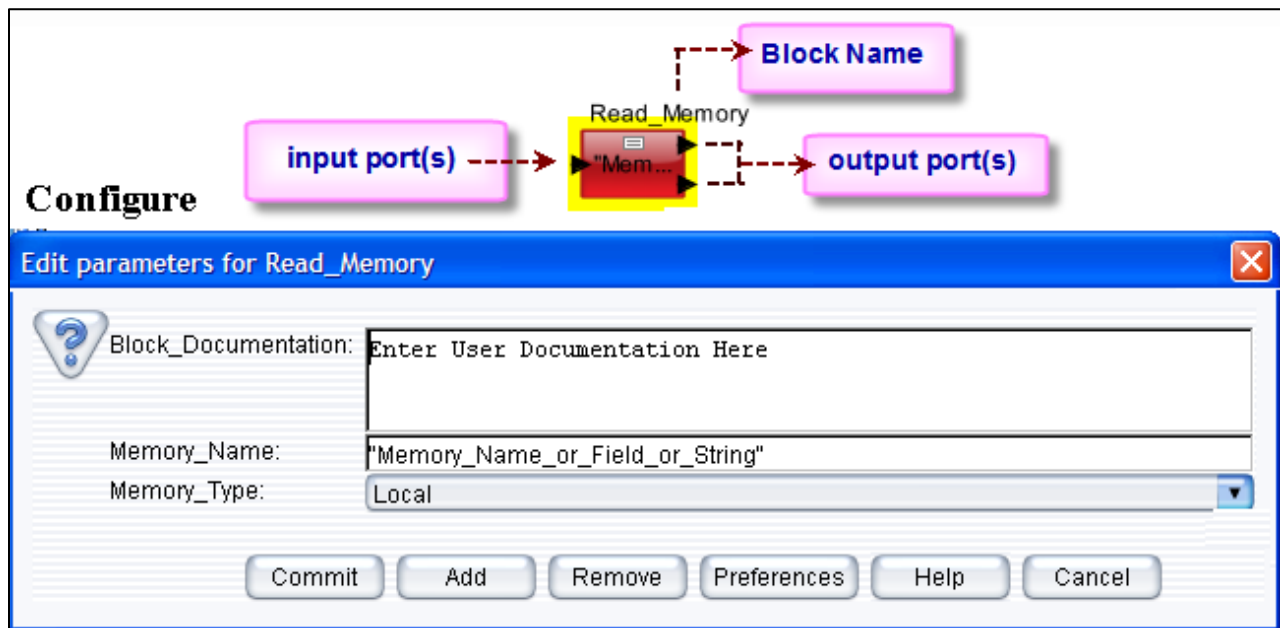 Block Name
Read_Memory
input port(s)
"Mem...
output port(s)
Configure
Edit parameters for Read_Memory
Block_Documentation:
Enter User Documentation Here
Memory_Name:
"Memory_Name_or_Field_or_String"
Memory_Type:
Local
Commit
Add
Remove
Preferences
Help
Cancel